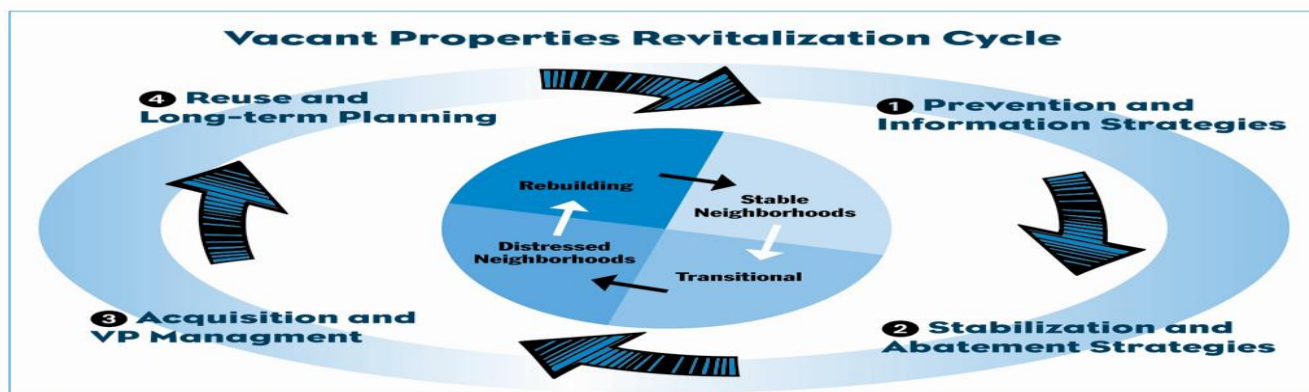 Vacant Properties Revitalization Cycle
❹ Reuse and
Long-term Planning
❶ Prevention and
Information Strategies
Rebuilding
Stable
Neighborhoods
Distressed
Neighborhoods
Transitional
❸ Acquisition and
VP Managment
❷ Stabilization and
Abatement Strategies